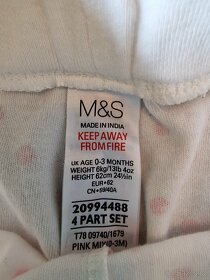 M&S
MADE IN INDIA
KEEP AWAY
FROM FIRE
UK AGE 0-3 MONTHS
WEIGHT 6kg/13lb 4oz
HEIGHT 62cm 24½in
EUR•62
CN•59/40A
20994488
4 PART SET
T78 09740/1679
PINK MIX(0-3M)